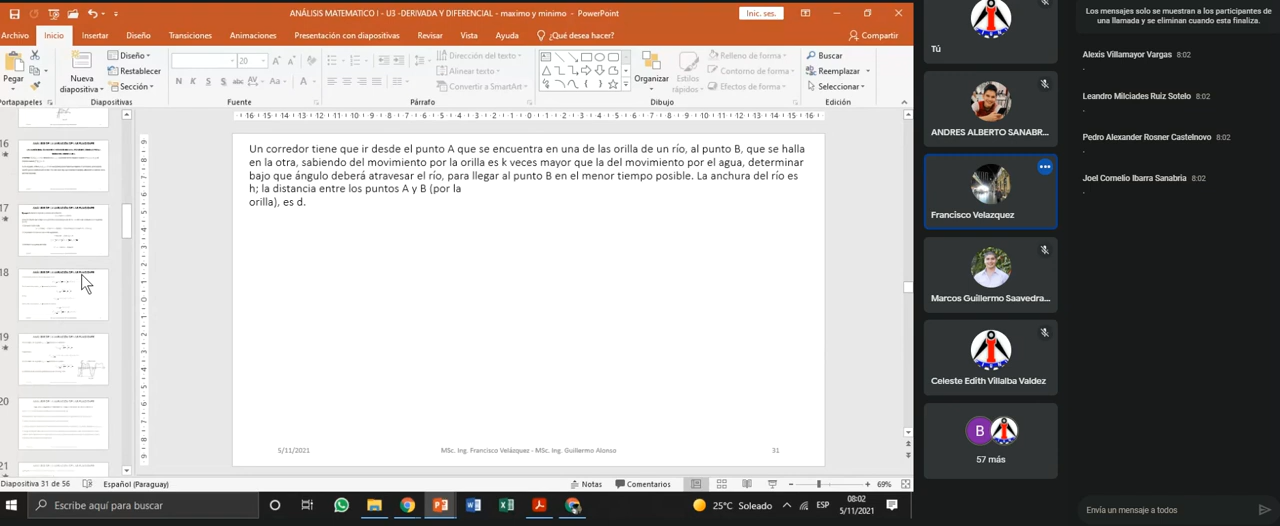 ANÁLISIS MATEMATICO I - U3 -DERIVADA Y DIFERENCIAL - maximo y minimo - PowerPoint
Inic. ses.
Archivo Inicio Insertar Diseño Transiciones Animaciones Presentación con diapositivas Revisar Vista Ayuda ¿Qué desea hacer? Compartir
Pegar
Nueva
diapositiva
Diseño
Restablecer
Sección
20
N K S abc AV Aa A
Dirección del texto
Alinear texto
Convertir a SmartArt
Organizar
Estilos
rápidos
Relleno de forma
Contorno de forma
Efectos de forma
Buscar
Reemplazar
Seleccionar
Portapapeles
Diapositivas
Fuente
Párrafo
Dibujo
Edición
16
17
18
19
20
21
Un corredor tiene que ir desde el punto A que se encuentra en una de las orilla de un río, al punto B, que se halla
en la otra, sabiendo del movimiento por la orilla es k veces mayor que la del movimiento por el agua, determinar
bajo que ángulo deberá atravesar el río, para llegar al punto B en el menor tiempo posible. La anchura del río es
h; la distancia entre los puntos A y B (por la
orilla), es d.
5/11/2021
MSc. Ing. Francisco Velázquez - MSc. Ing. Guillermo Alonso
31
Diapositiva 31 de 56
Español (Paraguay)
Notas
Comentarios
69%
Escribe aquí para buscar
25°C Soleado
ESP
08:02
5/11/2021
Tú
ANDRES ALBERTO SANABR...
Francisco Velazquez
Marcos Guillermo Saavedra...
Celeste Edith Villalba Valdez
B
57 más
Los mensajes solo se muestran a los participantes de
una llamada y se eliminan cuando esta finaliza.
Alexis Villamayor Vargas 8:02
.
Leandro Milciades Ruiz Sotelo 8:02
.
Pedro Alexander Rosner Castelnovo 8:02
.
Joel Cornelio Ibarra Sanabria 8:02
.
Envía un mensaje a todos